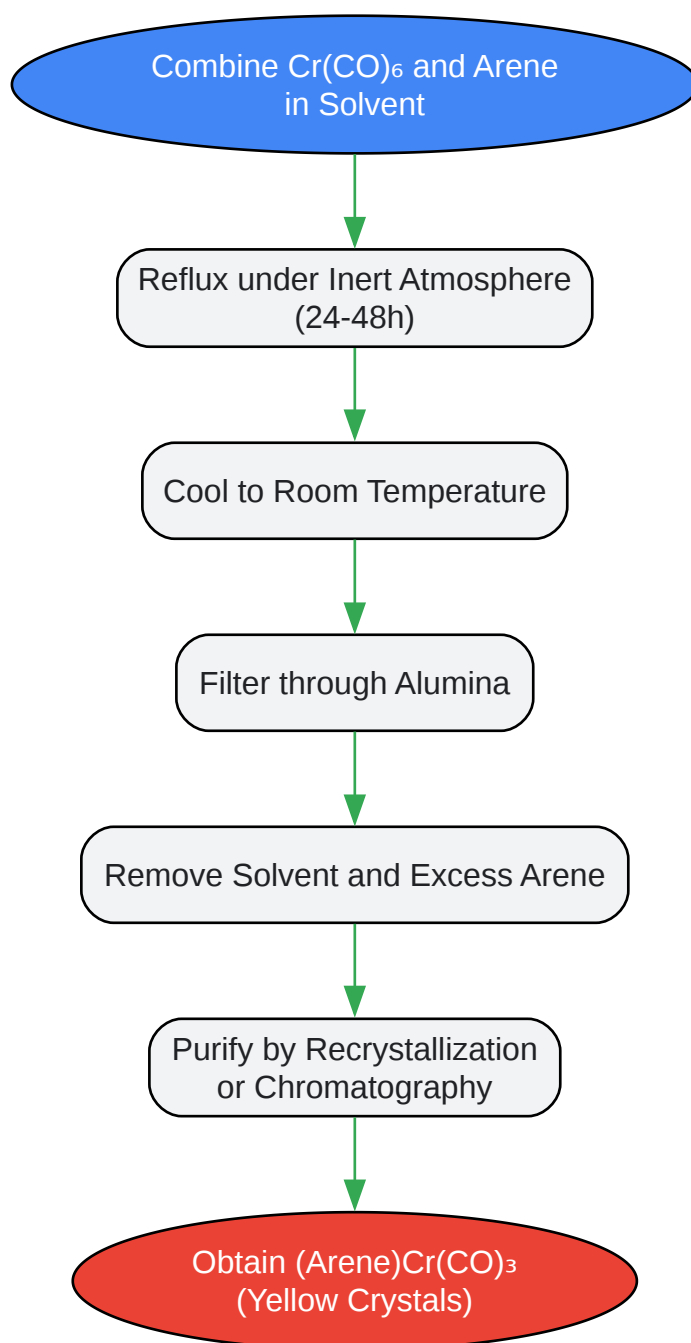 Combine Cr(CO)₆ and Arene
in Solvent
Reflux under Inert Atmosphere
(24-48h)
Cool to Room Temperature
Filter through Alumina
Remove Solvent and Excess Arene
Purify by Recrystallization
or Chromatography
Obtain (Arene)Cr(CO)₃
(Yellow Crystals)